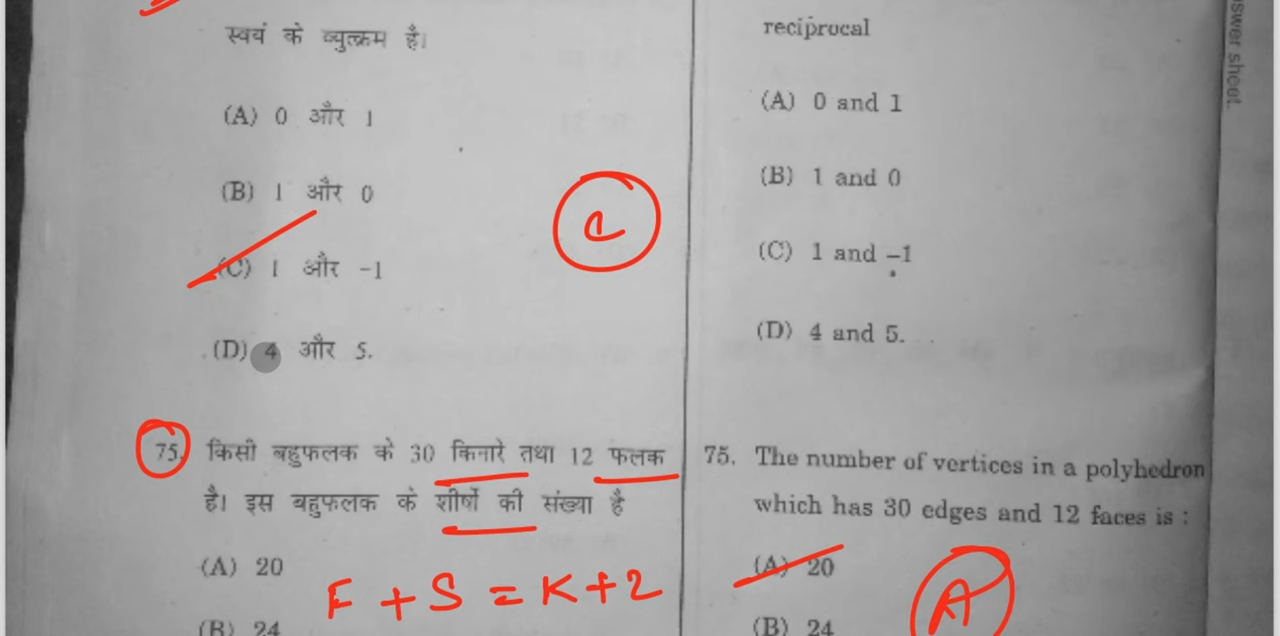 स्वयं के व्युत्क्रम है।
(A) 0 और 1
(B) 1 और 0
(C) 1 और -1
(D) 4 और 5.
75. किसी बहुफलक के 30 किनारे तथा 12 फलक
है। इस बहुफलक के शीर्षों की संख्या है
(A) 20
F + S = K + 2
(B) 24
reciprocal
(A) 0 and 1
(B) 1 and 0
C
(C) 1 and -1
(D) 4 and 5.
75. The number of vertices in a polyhedron
which has 30 edges and 12 faces is :
(A) 20
A
(B) 24
swer sheet.